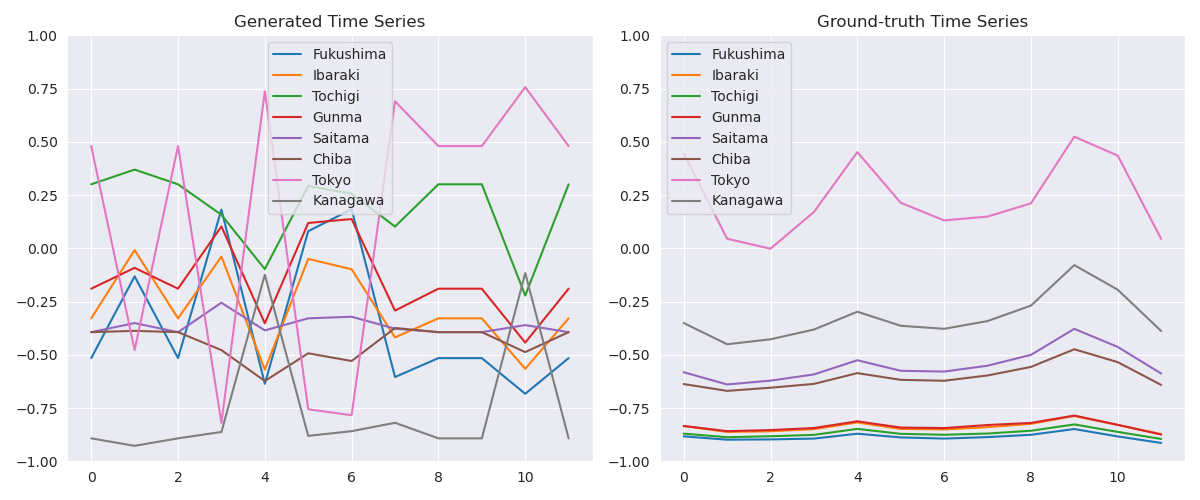 Generated Time Series
1.00
0.75
0.50
0.25
0.00
−0.25
−0.50
−0.75
−1.00
0 2 4 6 8 10
Fukushima
Ibaraki
Tochigi
Gunma
Saitama
Chiba
Tokyo
Kanagawa
Ground-truth Time Series
1.00
0.75
0.50
0.25
0.00
−0.25
−0.50
−0.75
−1.00
0 2 4 6 8 10
Fukushima
Ibaraki
Tochigi
Gunma
Saitama
Chiba
Tokyo
Kanagawa